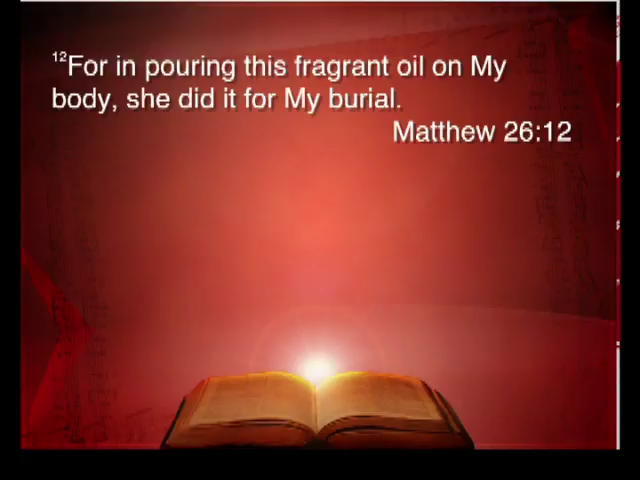 12For in pouring this fragrant oil on My
body, she did it for My burial.
Matthew 26:12